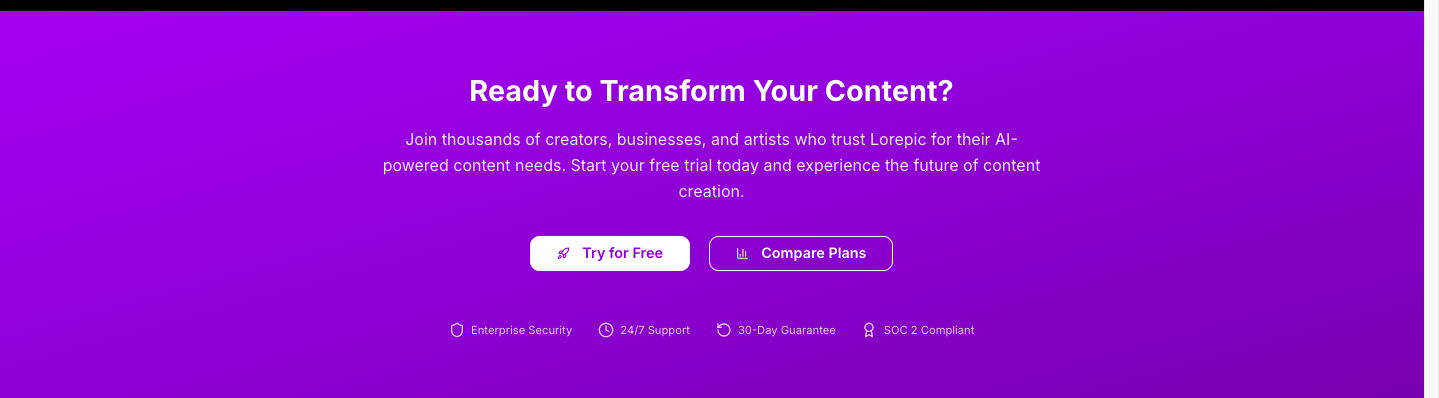 Ready to Transform Your Content?
Join thousands of creators, businesses, and artists who trust Lorepic for their AI-
powered content needs. Start your free trial today and experience the future of content
creation.
Try for Free
Compare Plans
Enterprise Security
24/7 Support
30-Day Guarantee
SOC 2 Compliant